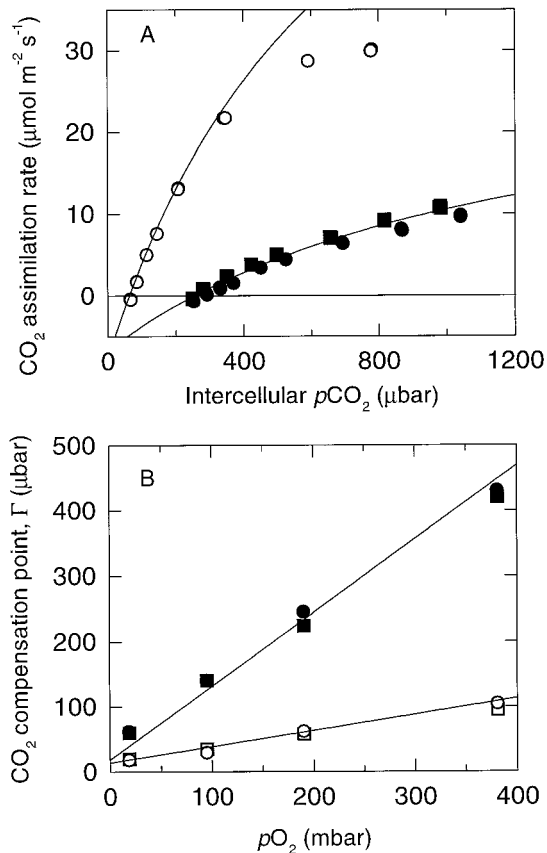 A
CO₂ assimilation rate (µmol m⁻² s⁻¹)
30
20
10
0
0 400 800 1200
Intercellular pCO₂ (µbar)
B
CO₂ compensation point, Γ (µbar)
500
400
300
200
100
0
0 100 200 300 400
pO₂ (mbar)